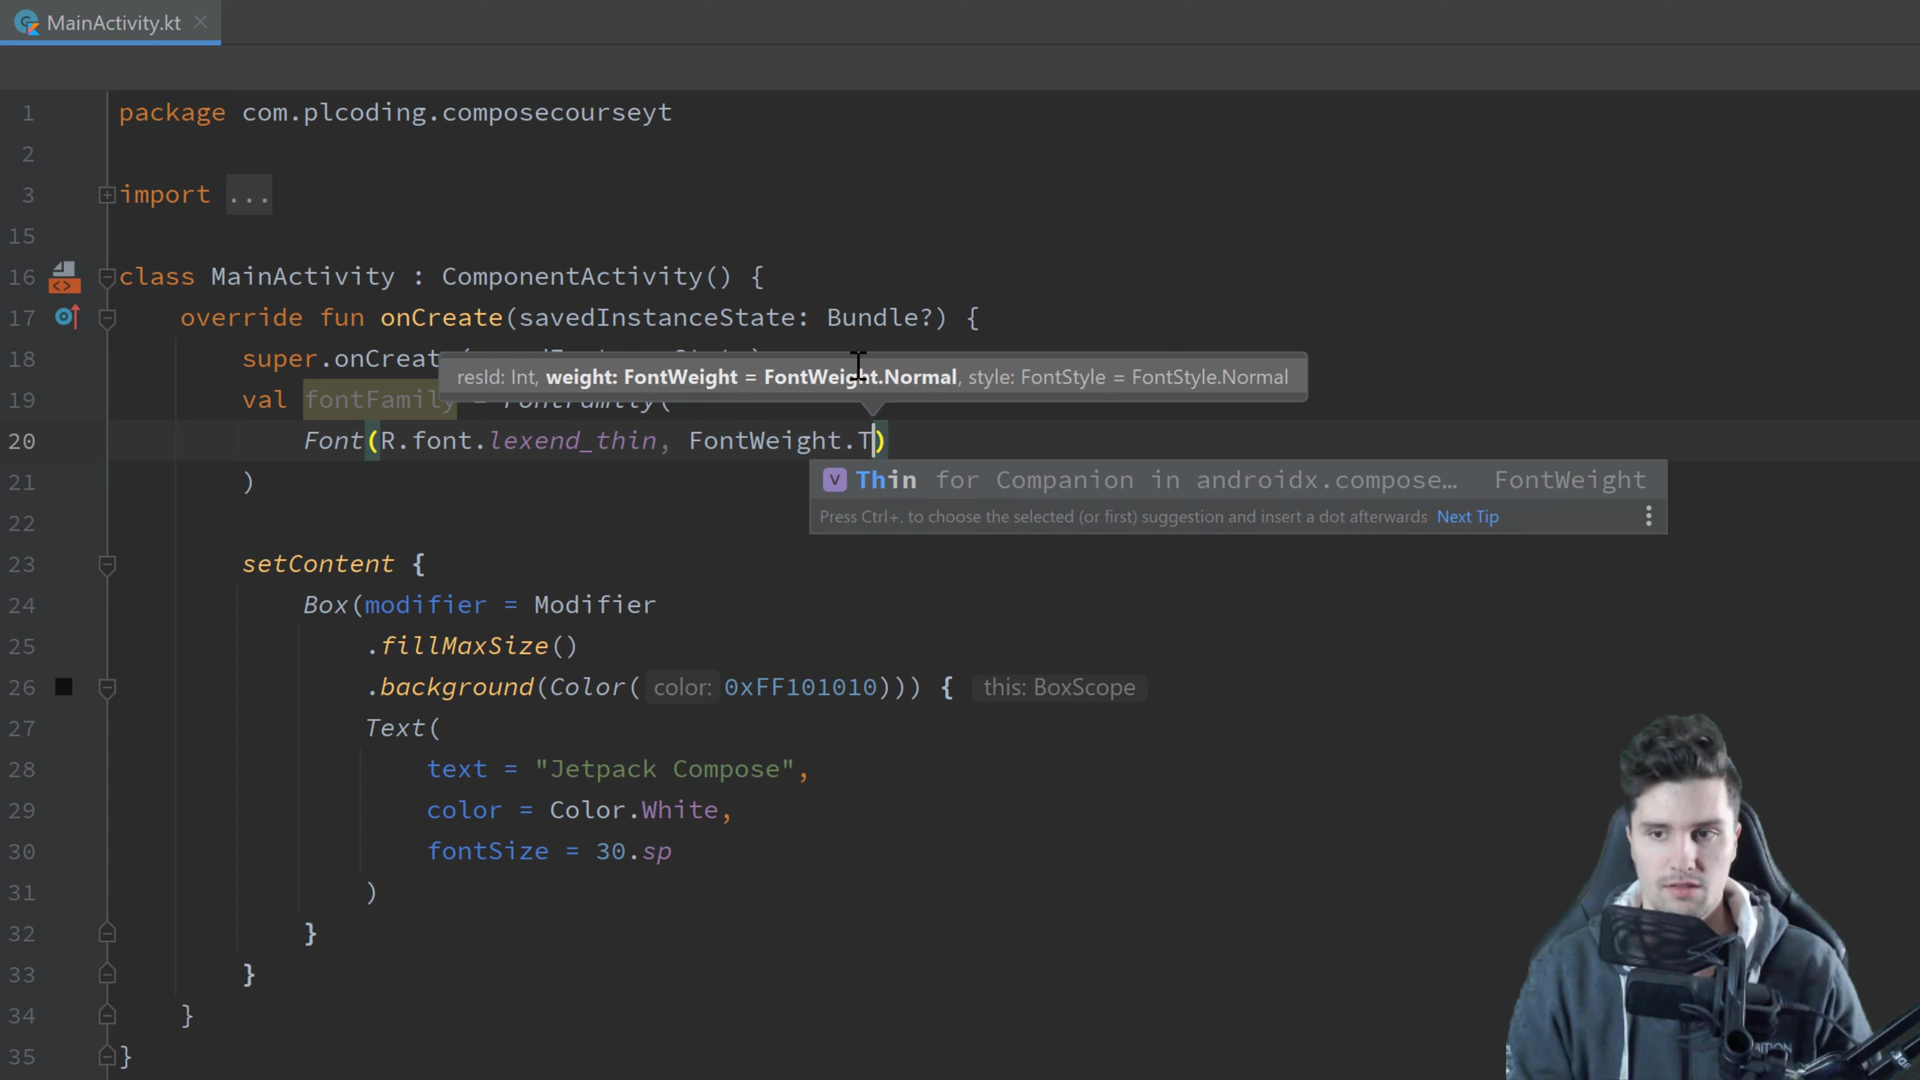 MainActivity.kt
1 package com.plcoding.composecourseyt
2
3 import ...
15
16 class MainActivity : ComponentActivity() {
17 override fun onCreate(savedInstanceState: Bundle?) {
18 super.onCreat
resId: Int, weight: FontWeight = FontWeight.Normal, style: FontStyle = FontStyle.Normal
19 val fontFamily = FontFamily(
20 Font(R.font.lexend_thin, FontWeight.T)
21 )
Thin for Companion in androidx.compose… FontWeight
Press Ctrl+. to choose the selected (or first) suggestion and insert a dot afterwards Next Tip
22
23 setContent {
24 Box(modifier = Modifier
25 .fillMaxSize()
26 .background(Color( color: 0xFF101010))) { this: BoxScope
27 Text(
28 text = "Jetpack Compose",
29 color = Color.White,
30 fontSize = 30.sp
31 )
32 }
33 }
34 }
35 }